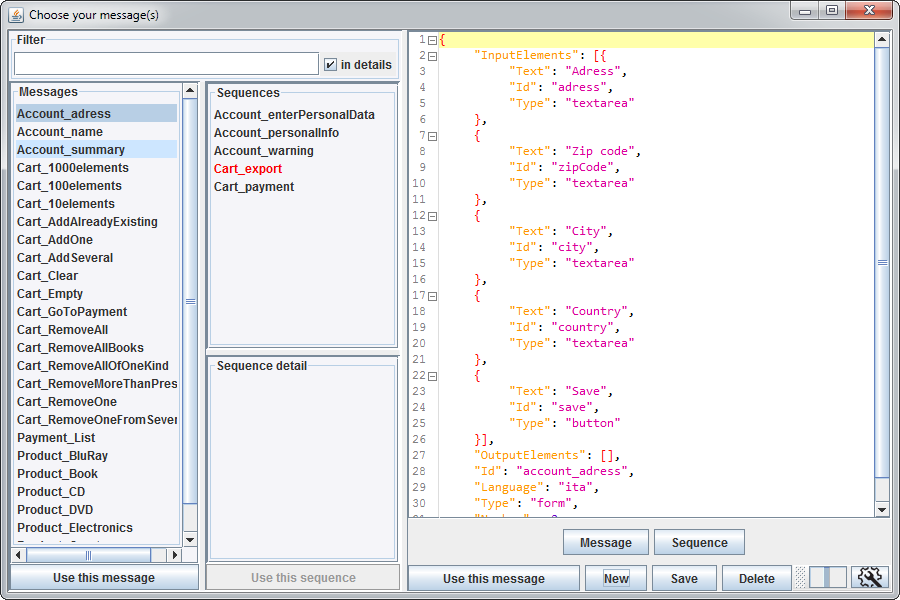 Choose your message(s)
Filter
in details
Messages
Account_adress
Account_name
Account_summary
Cart_1000elements
Cart_100elements
Cart_10elements
Cart_AddAlreadyExisting
Cart_AddOne
Cart_AddSeveral
Cart_Clear
Cart_Empty
Cart_GoToPayment
Cart_RemoveAll
Cart_RemoveAllBooks
Cart_RemoveAllOfOneKind
Cart_RemoveMoreThanPres
Cart_RemoveOne
Cart_RemoveOneFromSever
Payment_List
Product_BluRay
Product_Book
Product_CD
Product_DVD
Product_Electronics
Use this message
Sequences
Account_enterPersonalData
Account_personalInfo
Account_warning
Cart_export
Cart_payment
Sequence detail
Use this sequence
1 {
2 "InputElements": [{
3 "Text": "Adress",
4 "Id": "adress",
5 "Type": "textarea"
6 },
7 {
8 "Text": "Zip code",
9 "Id": "zipCode",
10 "Type": "textarea"
11 },
12 {
13 "Text": "City",
14 "Id": "city",
15 "Type": "textarea"
16 },
17 {
18 "Text": "Country",
19 "Id": "country",
20 "Type": "textarea"
21 },
22 {
23 "Text": "Save",
24 "Id": "save",
25 "Type": "button"
26 }],
27 "OutputElements": [],
28 "Id": "account_adress",
29 "Language": "ita",
30 "Type": "form",
Message
Sequence
Use this message
New
Save
Delete